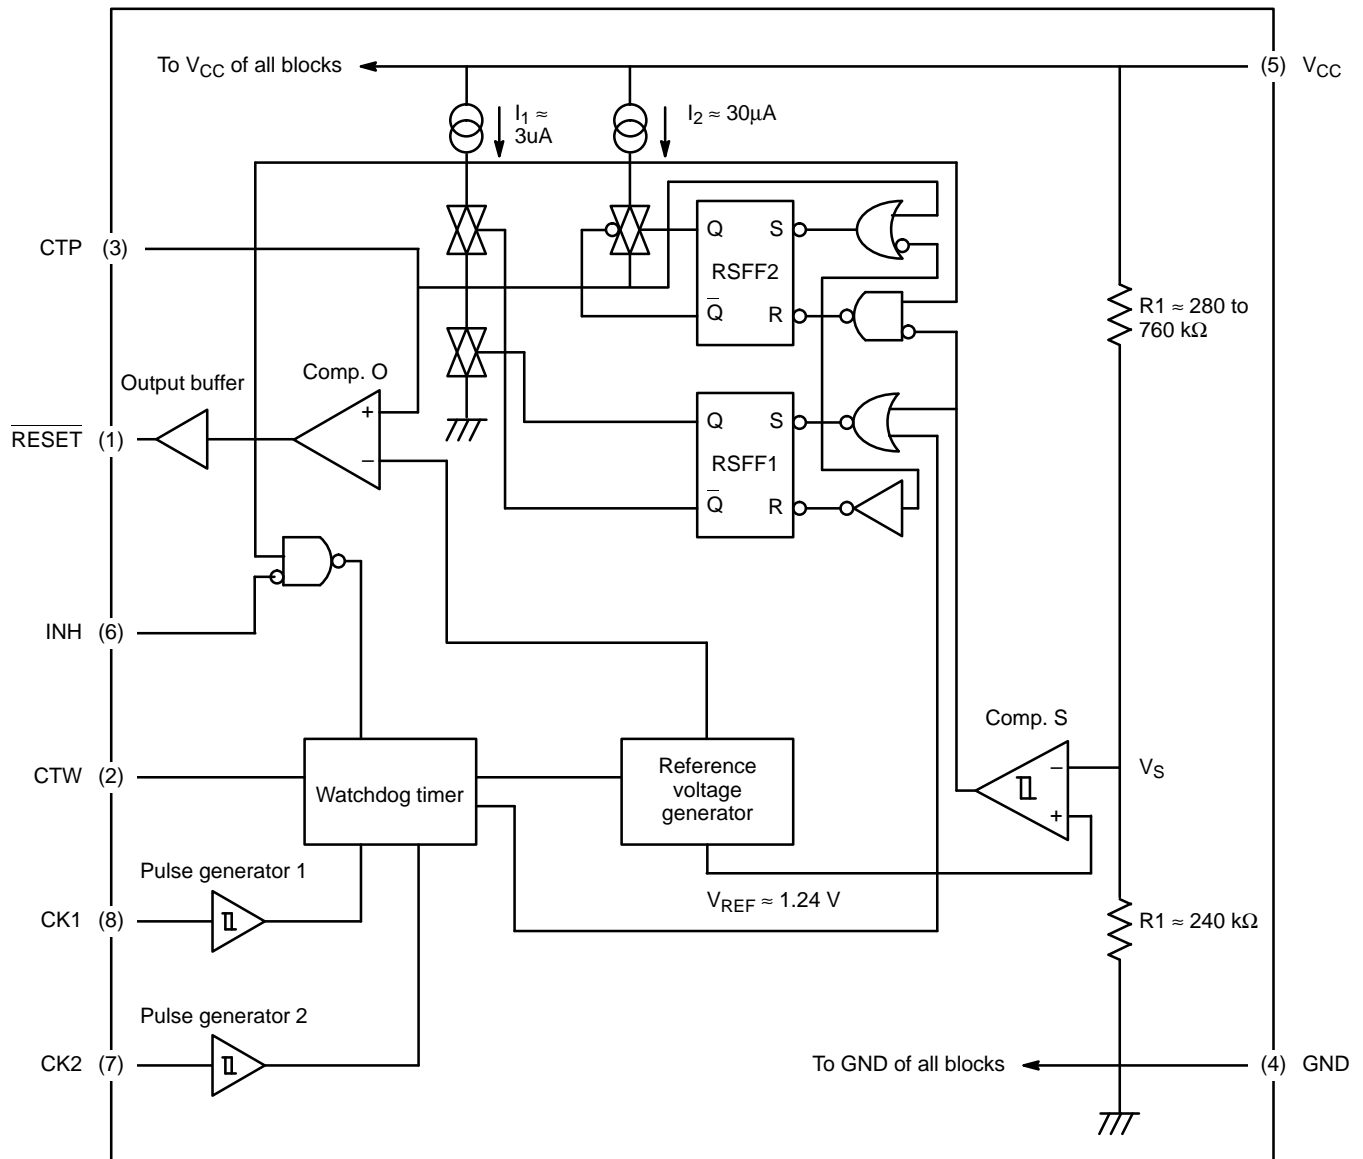 To VCC of all blocks
(5) VCC
I1 ≈
3uA
I2 ≈ 30μA
CTP (3)
Q S
RSFF2
Q̅ R
R1 ≈ 280 to
760 kΩ
Output buffer
Comp. O
+
−
R̅E̅S̅E̅T̅ (1)
Q S
RSFF1
Q̅ R
INH (6)
Comp. S
−
+
VS
CTW (2)
Watchdog timer
Reference
voltage
generator
Pulse generator 1
VREF ≈ 1.24 V
CK1 (8)
R1 ≈ 240 kΩ
Pulse generator 2
CK2 (7)
To GND of all blocks
(4) GND